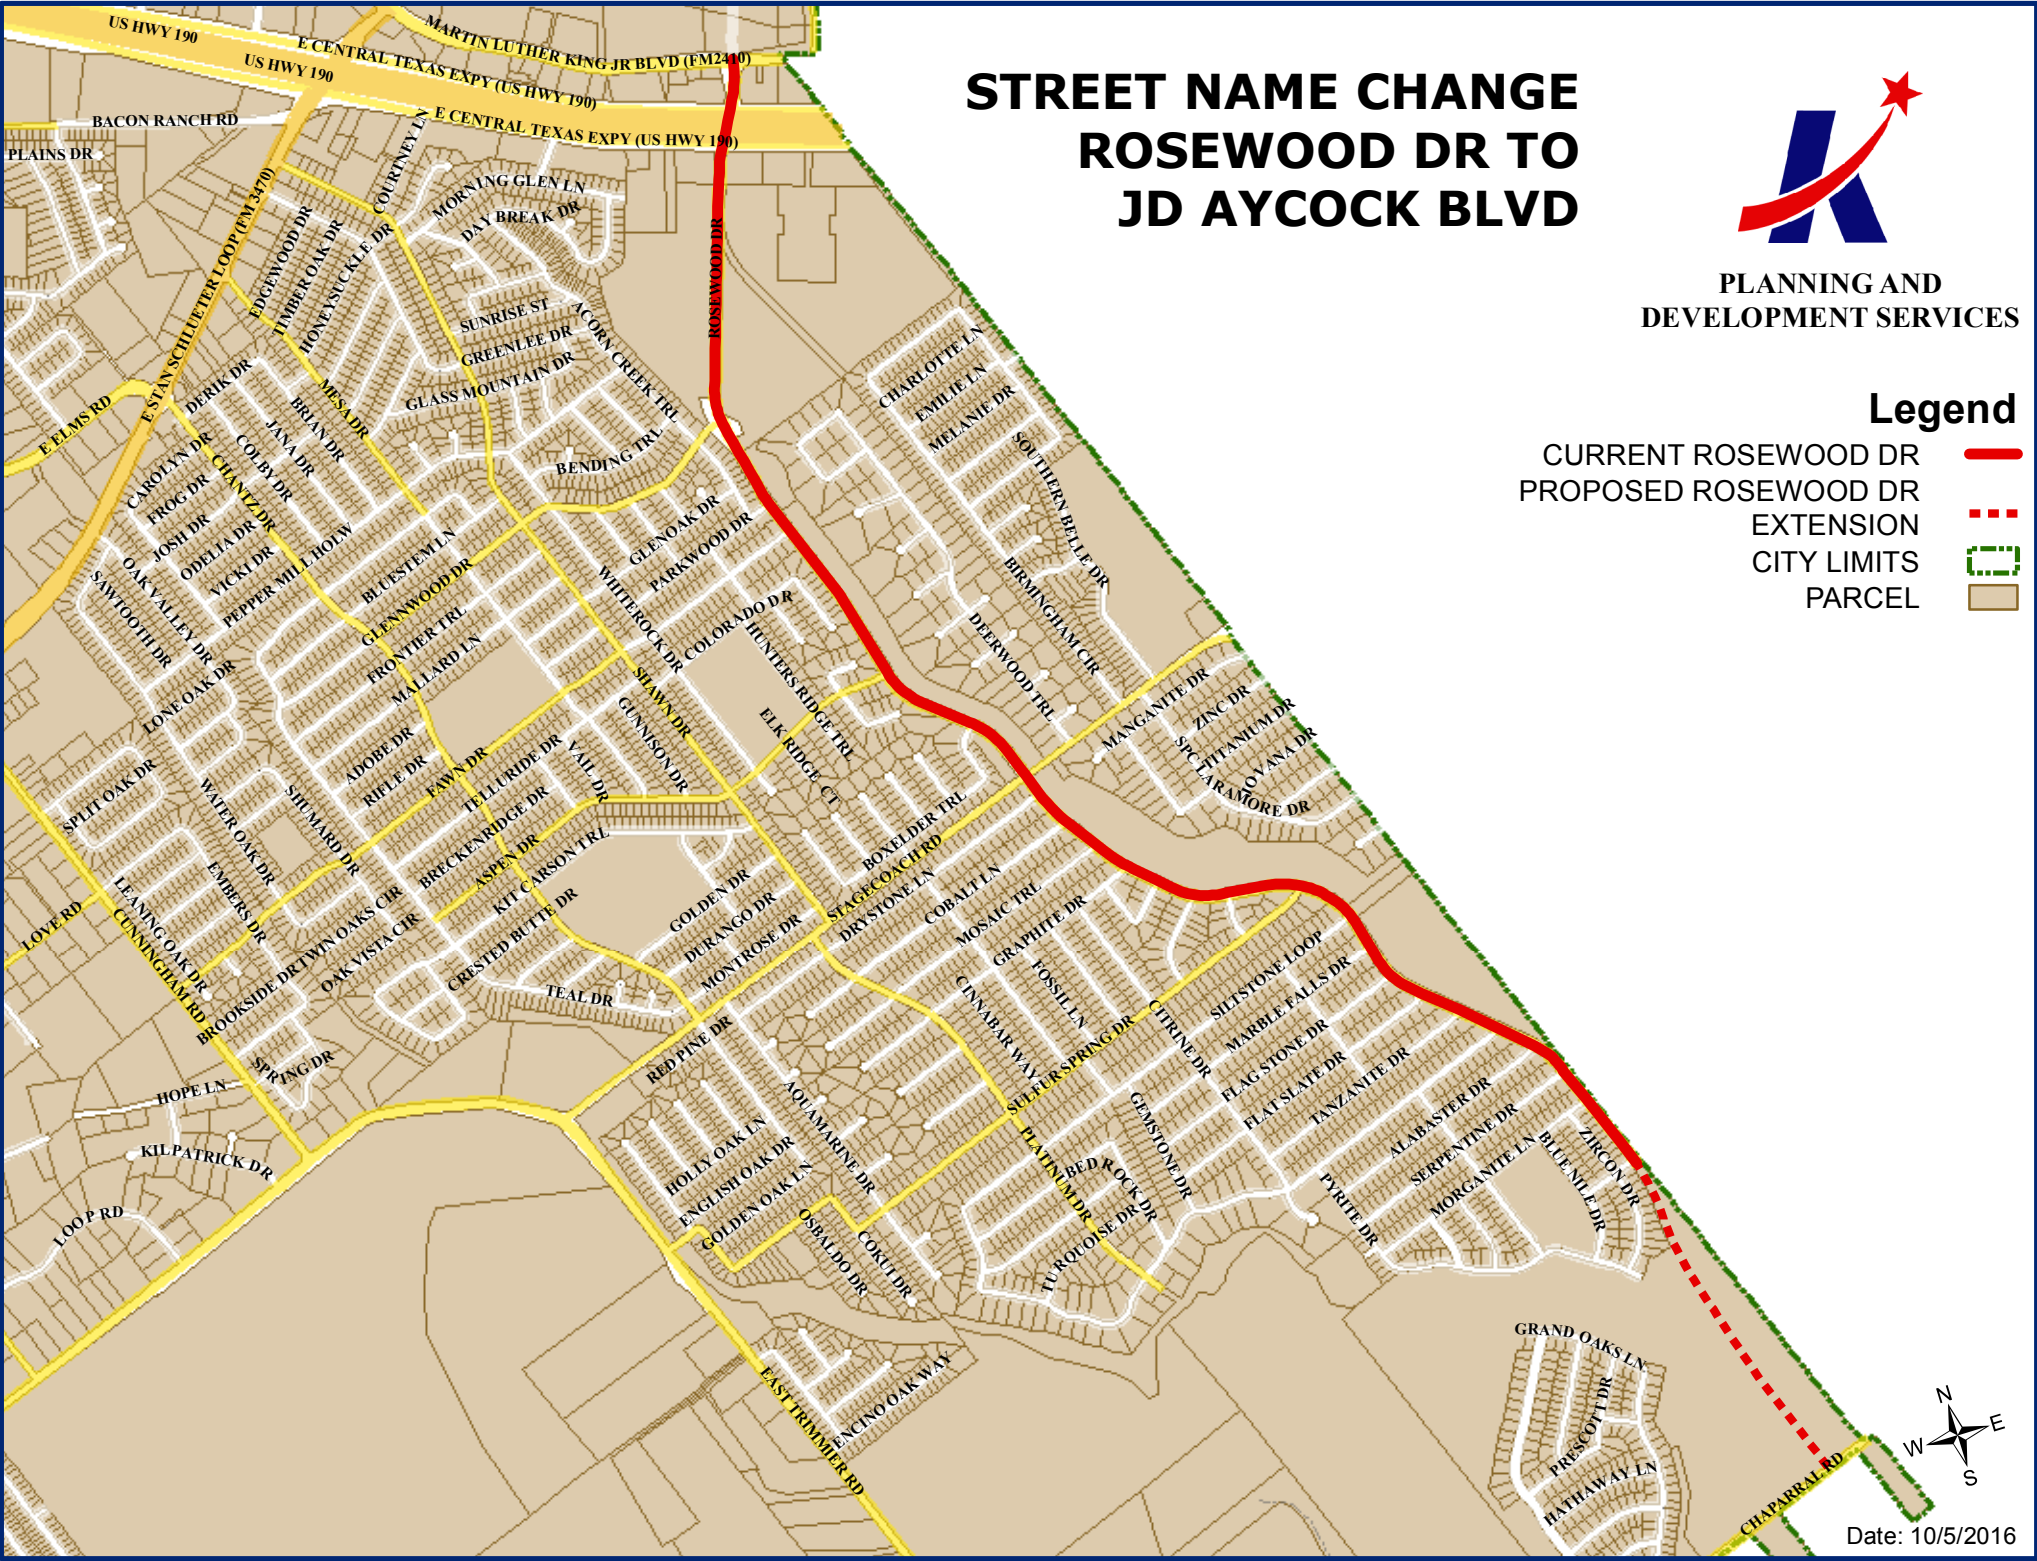 STREET NAME CHANGE
ROSEWOOD DR TO
JD AYCOCK BLVD
PLANNING AND
DEVELOPMENT SERVICES
Legend
CURRENT ROSEWOOD DR
PROPOSED ROSEWOOD DR
EXTENSION
CITY LIMITS
PARCEL
US HWY 190
MARTIN LUTHER KING JR BLVD (FM2410)
E CENTRAL TEXAS EXPY (US HWY 190)
US HWY 190
E CENTRAL TEXAS EXPY (US HWY 190)
BACON RANCH RD
PLAINS DR
COURTNEY LN
MORNING GLEN LN
DAY BREAK DR
E STAN SCHLUETER LOOP (FM 3470)
EDGEWOOD DR
TIMBER OAK DR
HONEYSUCKLE DR
ROSEWOOD DR
SUNRISE ST
GREENLEE DR
GLASS MOUNTAIN DR
ACORN CREEK TRL
CHARLOTTE LN
EMILIE LN
MELANIE DR
SOUTHERN BELLE DR
E ELMS RD
DERIK DR
MESA DR
BRIAN DR
JANA DR
COLBY DR
CHANTZ DR
CAROLYN DR
FROG DR
JOSH DR
ODELIA DR
VICKI DR
PEPPER MILL HOLW
BENDING TRL
GLENOAK DR
PARKWOOD DR
BLUESTEM LN
GLENNWOOD DR
FRONTIER TRL
MALLARD LN
WHITEROCK DR
COLORADO DR
HUNTERS RIDGE TRL
BIRMINGHAM CIR
DEERWOOD TRL
OAK VALLEY DR
SAWTOOTH DR
LONE OAK DR
SHAWN DR
GUNNISON DR
ELK RIDGE CT
MANGANITE DR
ZINC DR
TITANIUM DR
JOVANA DR
SPC LARAMORE DR
ADOBE DR
RIFLE DR
FAWN DR
TELLURIDE DR
VAIL DR
BRECKENRIDGE DR
ASPEN DR
KIT CARSON TRL
CRESTED BUTTE DR
SPLIT OAK DR
WATER OAK DR
SHUMARD DR
EMBERS DR
LEANING OAK DR
LOVE RD
CUNNINGHAM RD
BROOKSIDE DR
TWIN OAKS CIR
OAK VISTA CIR
BOXELDER TRL
STAGECOACH RD
DRYSTONE LN
COBALT LN
MOSAIC TRL
GRAPHITE DR
GOLDEN DR
DURANGO DR
MONTROSE DR
TEAL DR
RED PINE DR
FOSSIL LN
CINNABAR WAY
CITRINE DR
SULFUR SPRING DR
SILTSTONE LOOP
MARBLE FALLS DR
FLAG STONE DR
FLAT SLATE DR
TANZANITE DR
ALABASTER DR
SERPENTINE DR
MORGANITE LN
BLUE NILE DR
ZIRCON DR
PYRITE DR
GEMSTONE DR
PLATINUM DR
BED ROCK DR
TURQUOISE DR
AQUAMARINE DR
HOLLY OAK LN
ENGLISH OAK DR
GOLDEN OAK LN
OSBALDO DR
COKUI DR
SPRING DR
HOPE LN
KILPATRICK DR
LOOP RD
ENCINO OAK WAY
EAST TRIMMIER RD
GRAND OAKS LN
PRESCOTT DR
HATHAWAY LN
CHAPARRAL RD
N
E
W
S
Date: 10/5/2016